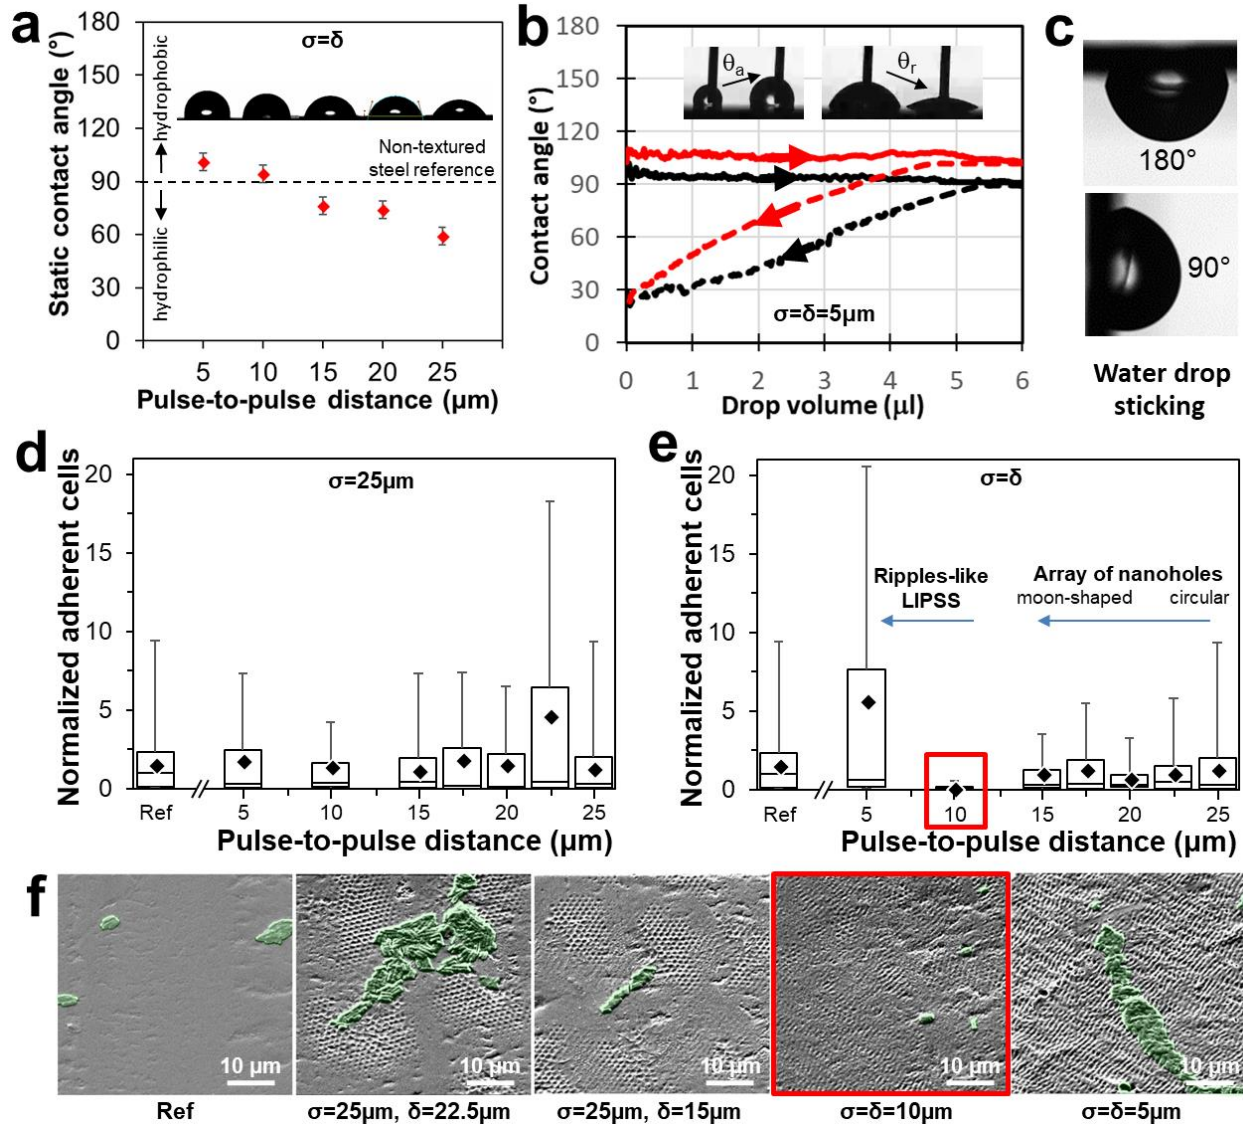 a
Static contact angle (°)
180
150
120
90
60
30
0
hydrophobic
hydrophilic
σ=δ
Non-textured
steel reference
5 10 15 20 25
Pulse-to-pulse distance (µm)
b
Contact angle (°)
180
150
120
90
60
30
0
θa
θr
σ=δ=5µm
0 1 2 3 4 5 6
Drop volume (µl)
c
180°
90°
Water drop
sticking
d
Normalized adherent cells
20
15
10
5
0
σ=25µm
Ref 5 10 15 20 25
Pulse-to-pulse distance (µm)
e
Normalized adherent cells
20
15
10
5
0
σ=δ
Ripples-like
LIPSS
Array of nanoholes
moon-shaped circular
Ref 5 10 15 20 25
Pulse-to-pulse distance (µm)
f
10 µm
10 µm
10 µm
10 µm
10 µm
Ref
σ=25µm, δ=22.5µm
σ=25µm, δ=15µm
σ=δ=10µm
σ=δ=5µm